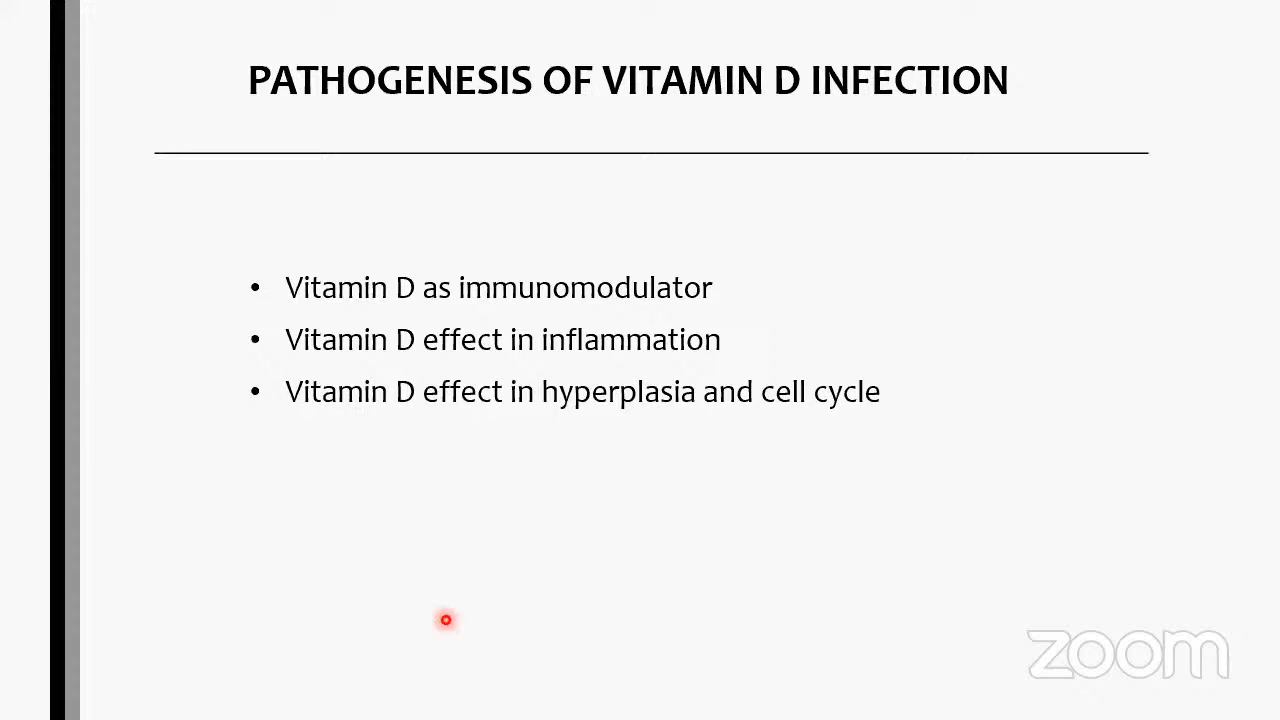 PATHOGENESIS OF VITAMIN D INFECTION
• Vitamin D as immunomodulator
• Vitamin D effect in inflammation
• Vitamin D effect in hyperplasia and cell cycle
zoom